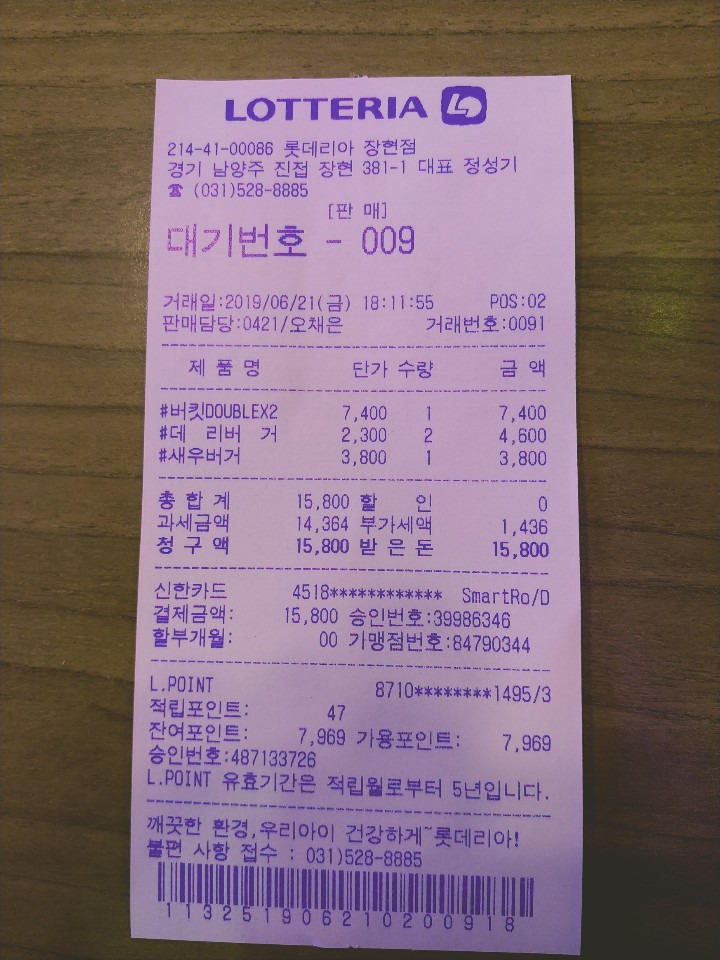 LOTTERIA
214-41-00086 롯데리아 장현점
경기 남양주 진접 장현 381-1 대표 정성기
☎ (031)528-8885
[판 매]
대기번호 - 009
거래일:2019/06/21(금) 18:11:55 POS:02
판매담당:0421/오채은 거래번호:0091
제 품 명 단가 수량 금 액
#버킷DOUBLEX2 7,400 1 7,400
#데 리버 거 2,300 2 4,600
#새우버거 3,800 1 3,800
총 합 계 15,800 할 인 0
과세금액 14,364 부가세액 1,436
청 구 액 15,800 받 은 돈 15,800
신한카드 4518************ SmartRo/D
결제금액: 15,800 승인번호:39986346
할부개월: 00 가맹점번호:84790344
L.POINT 8710********1495/3
적립포인트: 47
잔여포인트: 7,969 가용포인트: 7,969
승인번호:487133726
L.POINT 유효기간은 적립월로부터 5년입니다.
깨끗한 환경,우리아이 건강하게~롯데리아!
불편 사항 접수 : 031)528-8885
11325190621020091 8